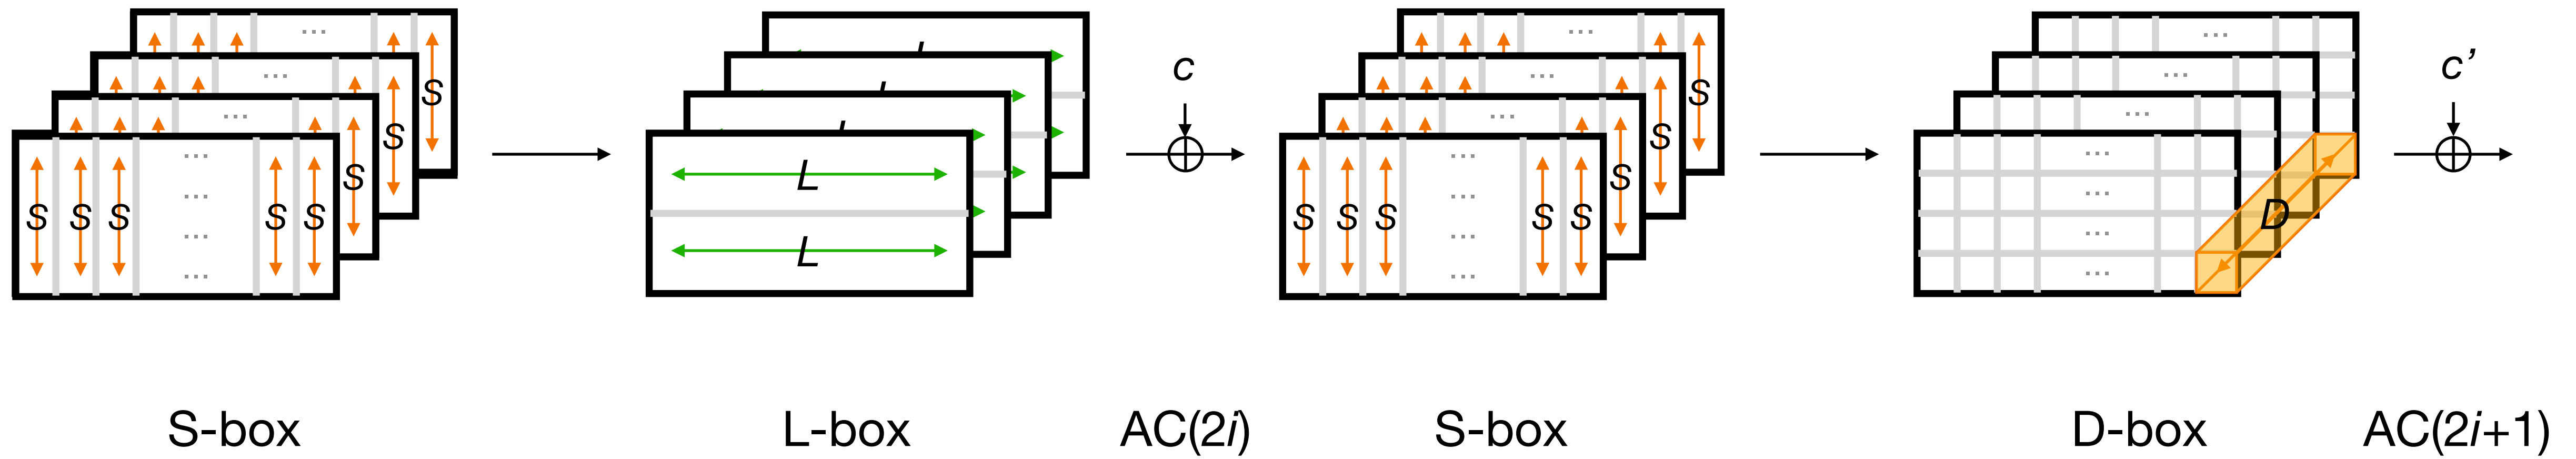 ... ... ... ...
... L ... ...
... S L c ... S ... c’
... S L ... S ...
... S ... S ...
S S S ... S S L S S S ... S S ... D
... L ... ...
... ... ...
S-box L-box AC(2i) S-box D-box AC(2i+1)